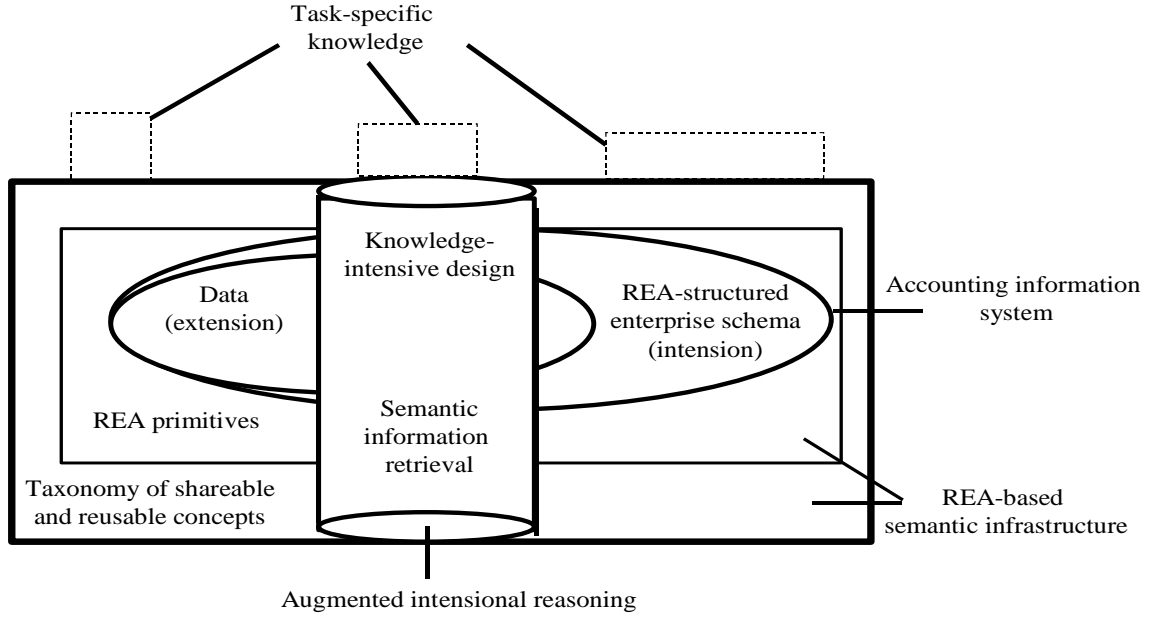 Task-specific
knowledge
Knowledge-
intensive design
Data
(extension)
REA-structured
enterprise schema
(intension)
Accounting information
system
REA primitives
Semantic
information
retrieval
Taxonomy of shareable
and reusable concepts
REA-based
semantic infrastructure
Augmented intensional reasoning